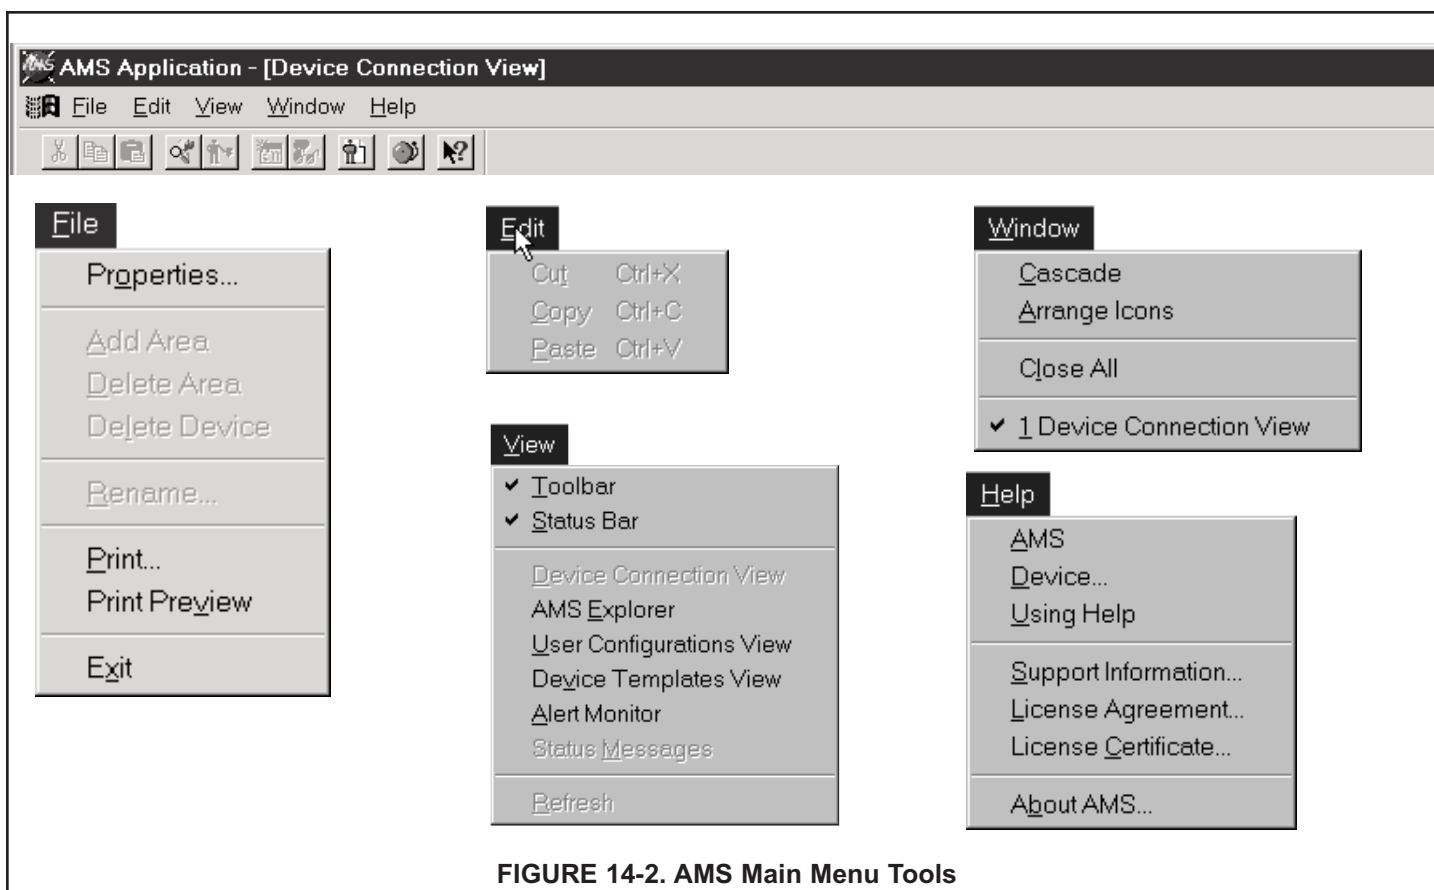 AMS Application - [Device Connection View]
File Edit View Window Help
File
Properties...
Add Area
Delete Area
Delete Device
Rename...
Print...
Print Preview
Exit
Edit
Cut Ctrl+X
Copy Ctrl+C
Paste Ctrl+V
View
✓ Toolbar
✓ Status Bar
Device Connection View
AMS Explorer
User Configurations View
Device Templates View
Alert Monitor
Status Messages
Refresh
Window
Cascade
Arrange Icons
Close All
✓ 1 Device Connection View
Help
AMS
Device...
Using Help
Support Information...
License Agreement...
License Certificate...
About AMS...
FIGURE 14-2. AMS Main Menu Tools